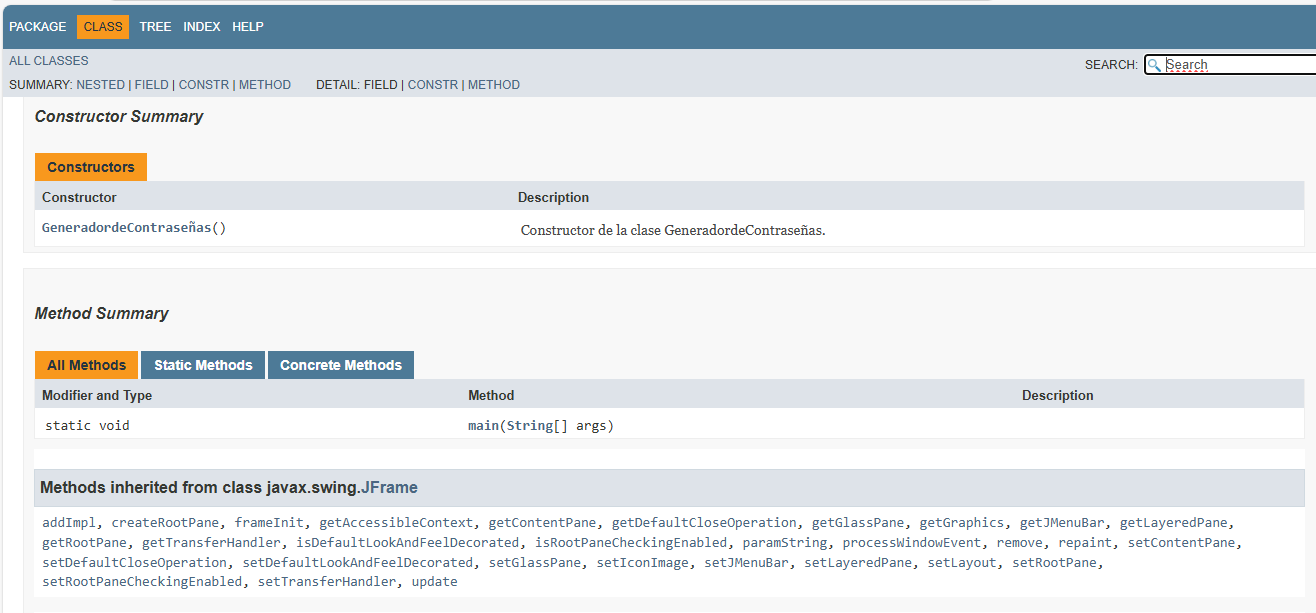 PACKAGE CLASS TREE INDEX HELP
ALL CLASSES
SEARCH: Search
SUMMARY: NESTED | FIELD | CONSTR | METHOD DETAIL: FIELD | CONSTR | METHOD
Constructor Summary
Constructors
Constructor Description
GeneradordeContraseñas() Constructor de la clase GeneradordeContraseñas.
Method Summary
All Methods Static Methods Concrete Methods
Modifier and Type Method Description
static void main(String[] args)
Methods inherited from class javax.swing.JFrame
addImpl, createRootPane, frameInit, getAccessibleContext, getContentPane, getDefaultCloseOperation, getGlassPane, getGraphics, getJMenuBar, getLayeredPane,
getRootPane, getTransferHandler, isDefaultLookAndFeelDecorated, isRootPaneCheckingEnabled, paramString, processWindowEvent, remove, repaint, setContentPane,
setDefaultCloseOperation, setDefaultLookAndFeelDecorated, setGlassPane, setIconImage, setJMenuBar, setLayeredPane, setLayout, setRootPane,
setRootPaneCheckingEnabled, setTransferHandler, update